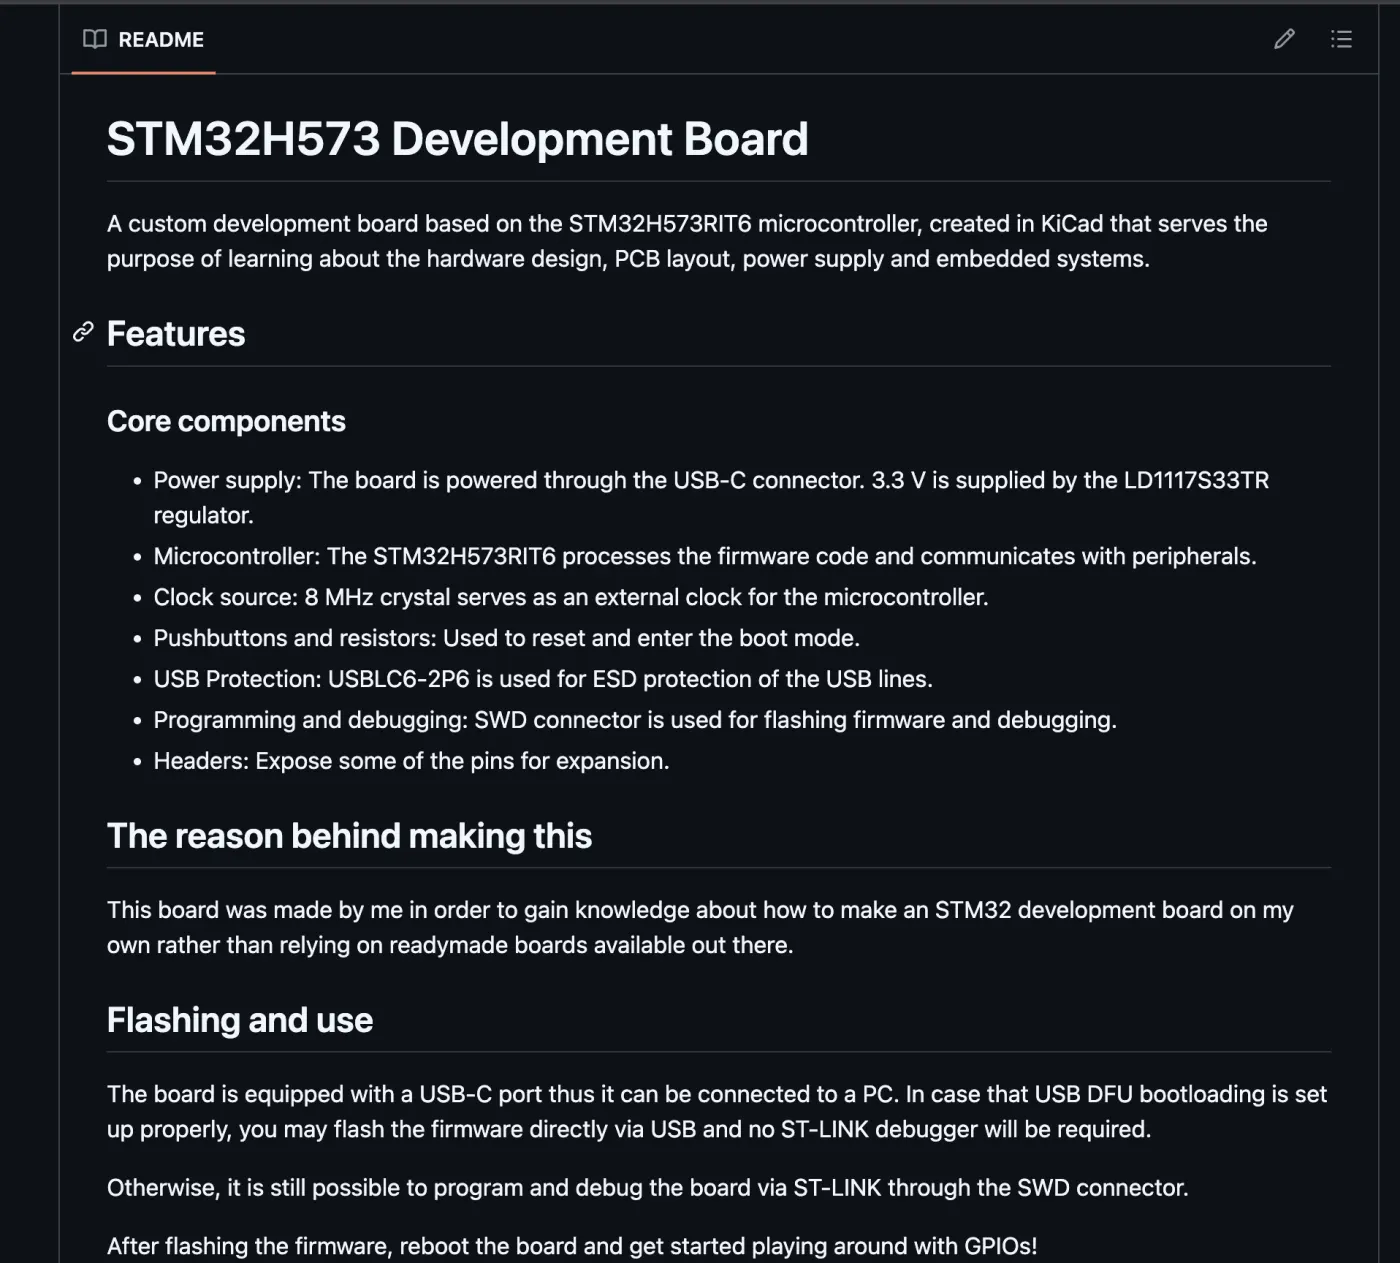 README
STM32H573 Development Board
A custom development board based on the STM32H573RIT6 microcontroller, created in KiCad that serves the
purpose of learning about the hardware design, PCB layout, power supply and embedded systems.
Features
Core components
• Power supply: The board is powered through the USB-C connector. 3.3 V is supplied by the LD1117S33TR
regulator.
• Microcontroller: The STM32H573RIT6 processes the firmware code and communicates with peripherals.
• Clock source: 8 MHz crystal serves as an external clock for the microcontroller.
• Pushbuttons and resistors: Used to reset and enter the boot mode.
• USB Protection: USBLC6-2P6 is used for ESD protection of the USB lines.
• Programming and debugging: SWD connector is used for flashing firmware and debugging.
• Headers: Expose some of the pins for expansion.
The reason behind making this
This board was made by me in order to gain knowledge about how to make an STM32 development board on my
own rather than relying on readymade boards available out there.
Flashing and use
The board is equipped with a USB-C port thus it can be connected to a PC. In case that USB DFU bootloading is set
up properly, you may flash the firmware directly via USB and no ST-LINK debugger will be required.
Otherwise, it is still possible to program and debug the board via ST-LINK through the SWD connector.
After flashing the firmware, reboot the board and get started playing around with GPIOs!